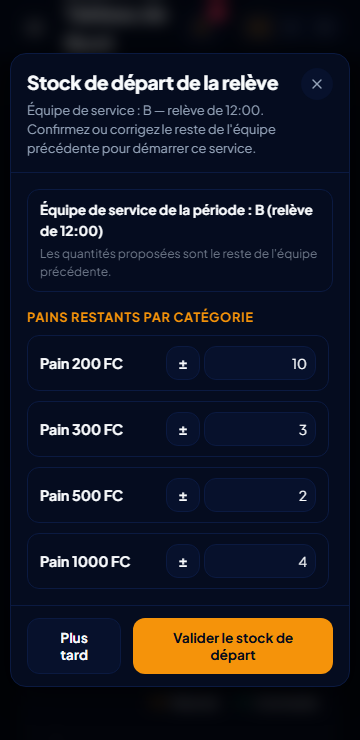 Stock de départ de la relève
Équipe de service : B — relève de 12:00.
Confirmez ou corrigez le reste de l'équipe
précédente pour démarrer ce service.
Équipe de service de la période : B (relève
de 12:00)
Les quantités proposées sont le reste de l'équipe
précédente.
PAINS RESTANTS PAR CATÉGORIE
Pain 200 FC ± 10
Pain 300 FC ± 3
Pain 500 FC ± 2
Pain 1000 FC ± 4
Plus
tard
Valider le stock de
départ